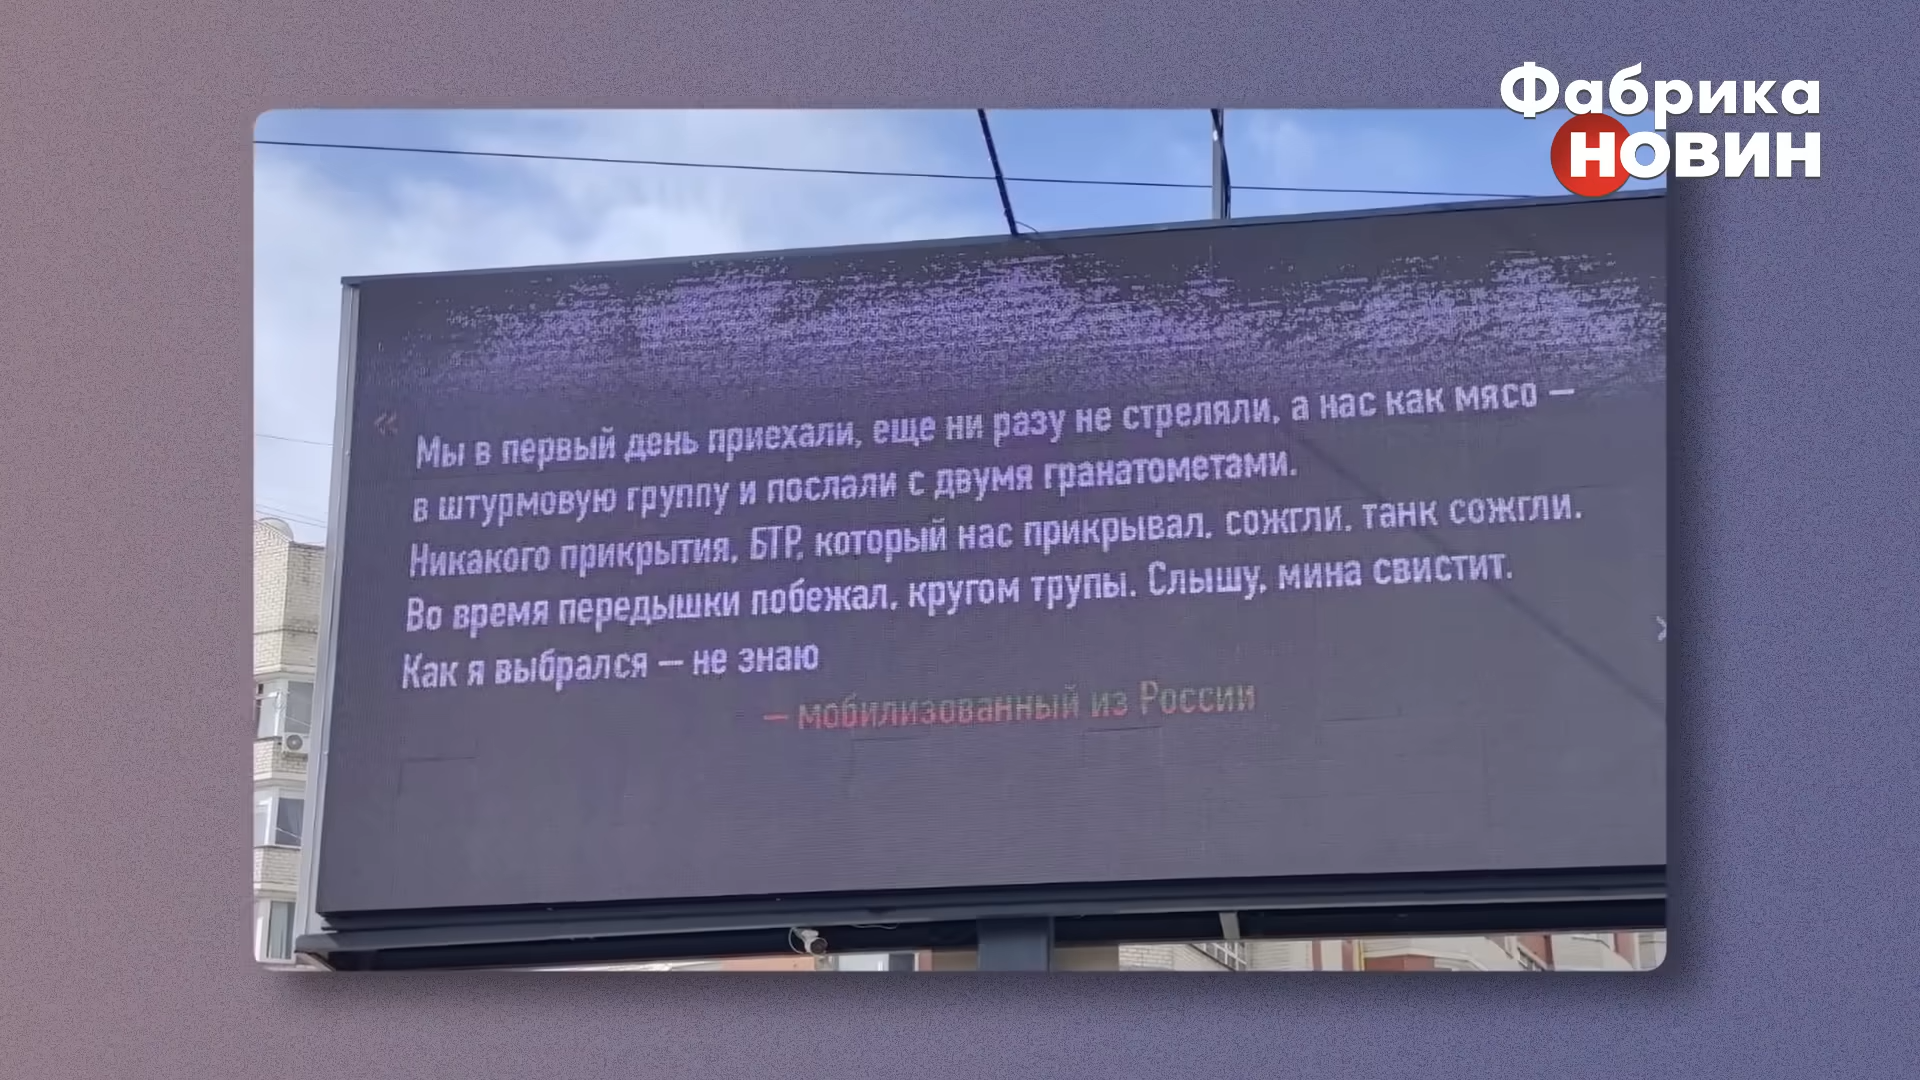 Фабрика
новин
« Мы в первый день приехали, еще ни разу не стреляли, а нас как мясо —
в штурмовую группу и послали с двумя гранатометами.
Никакого прикрытия, БТР, который нас прикрывал, сожгли, танк сожгли.
Во время передышки побежал, кругом трупы. Слышу, мина свистит.
Как я выбрался — не знаю
— мобилизованный из России